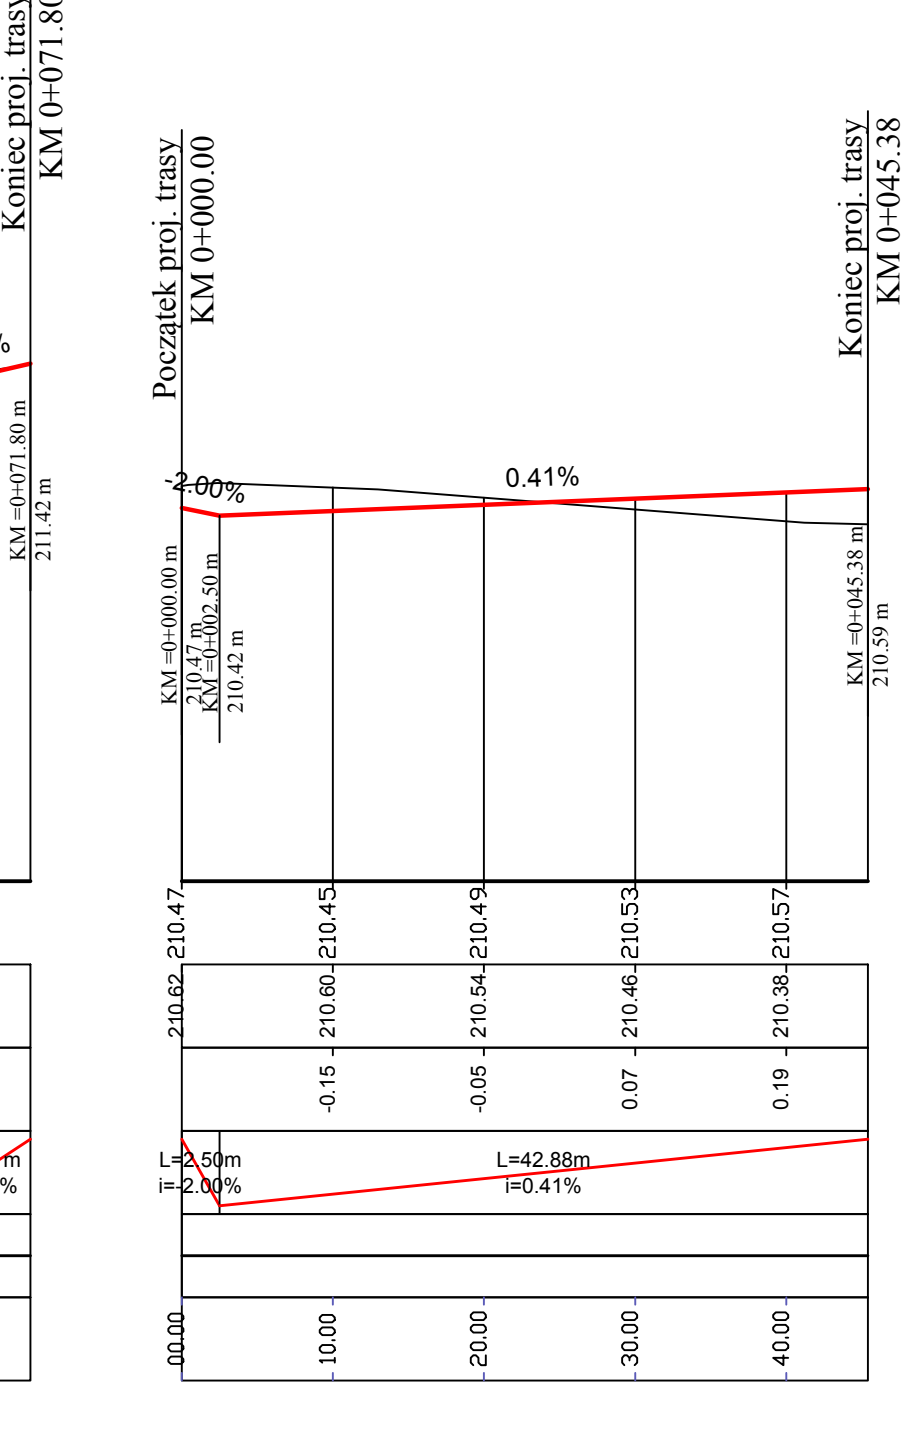 Koniec proj. trasy
KM 0+071.80
%
KM =0+071.80 m
211.42 m
m
%
Początek proj. trasy
KM 0+000.00
Koniec proj. trasy
KM 0+045.38
-2.00%
0.41%
KM =0+000.00 m
210.47 m
KM =0+002.50 m
210.42 m
KM =0+045.38 m
210.59 m
210.47 210.45 210.49 210.53 210.57
210.62 210.60 210.54 210.46 210.38
-0.15 -0.05 0.07 0.19
L=2.50m L=42.88m
i=-2.00% i=0.41%
00.00 10.00 20.00 30.00 40.00